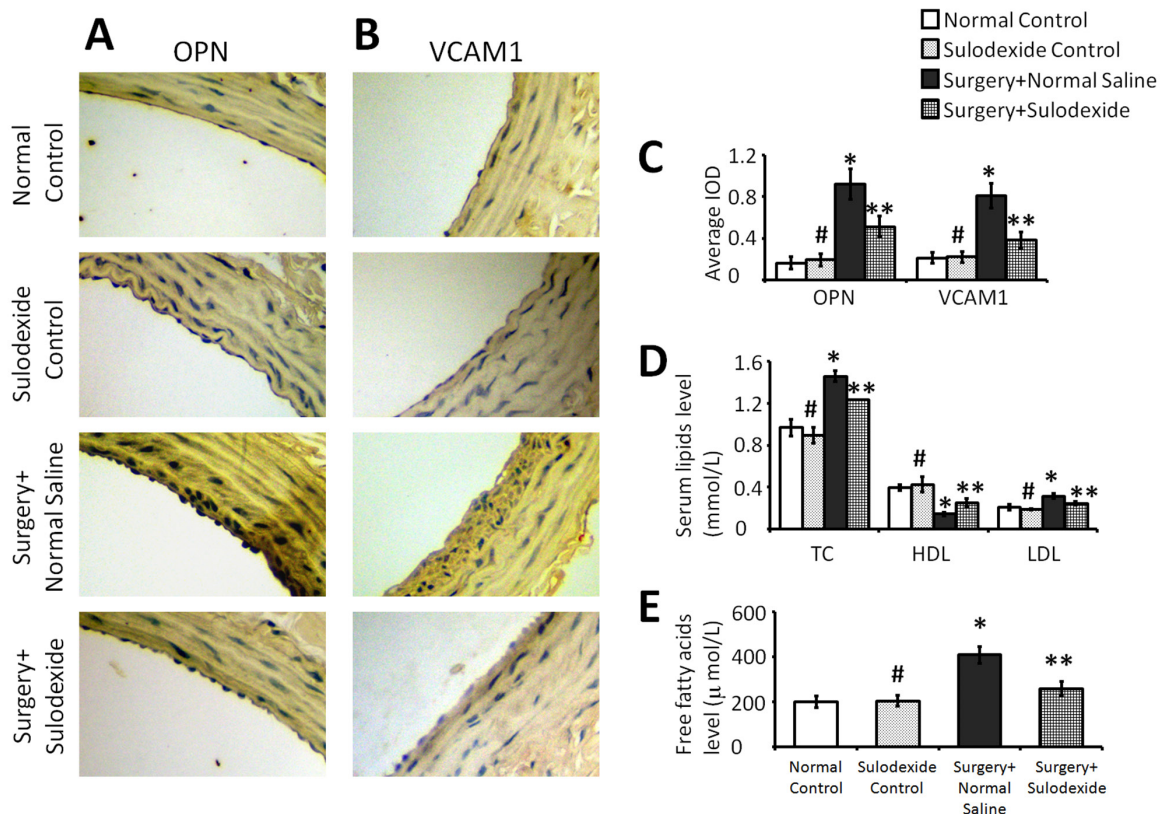 A
OPN
B
VCAM1
Normal
Control
Sulodexide
Control
Surgery+
Normal Saline
Surgery+
Sulodexide
Normal Control
Sulodexide Control
Surgery+Normal Saline
Surgery+Sulodexide
C
Average IOD
1.2
0.8
0.4
0
# * ** # * **
OPN VCAM1
D
Serum lipids level
(mmol/L)
1.6
1.2
0.8
0.4
0
# * ** # * ** # * **
TC HDL LDL
E
Free fatty acids
level (μ mol/L)
600
400
200
0
# * **
Normal
Control
Sulodexide
Control
Surgery+
Normal
Saline
Surgery+
Sulodexide